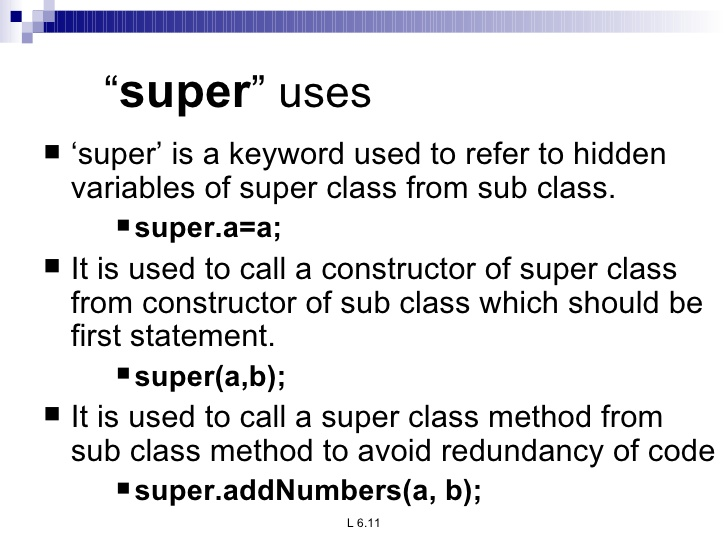 “super” uses
‘super’ is a keyword used to refer to hidden
variables of super class from sub class.
super.a=a;
It is used to call a constructor of super class
from constructor of sub class which should be
first statement.
super(a,b);
It is used to call a super class method from
sub class method to avoid redundancy of code
super.addNumbers(a, b);
L 6.11